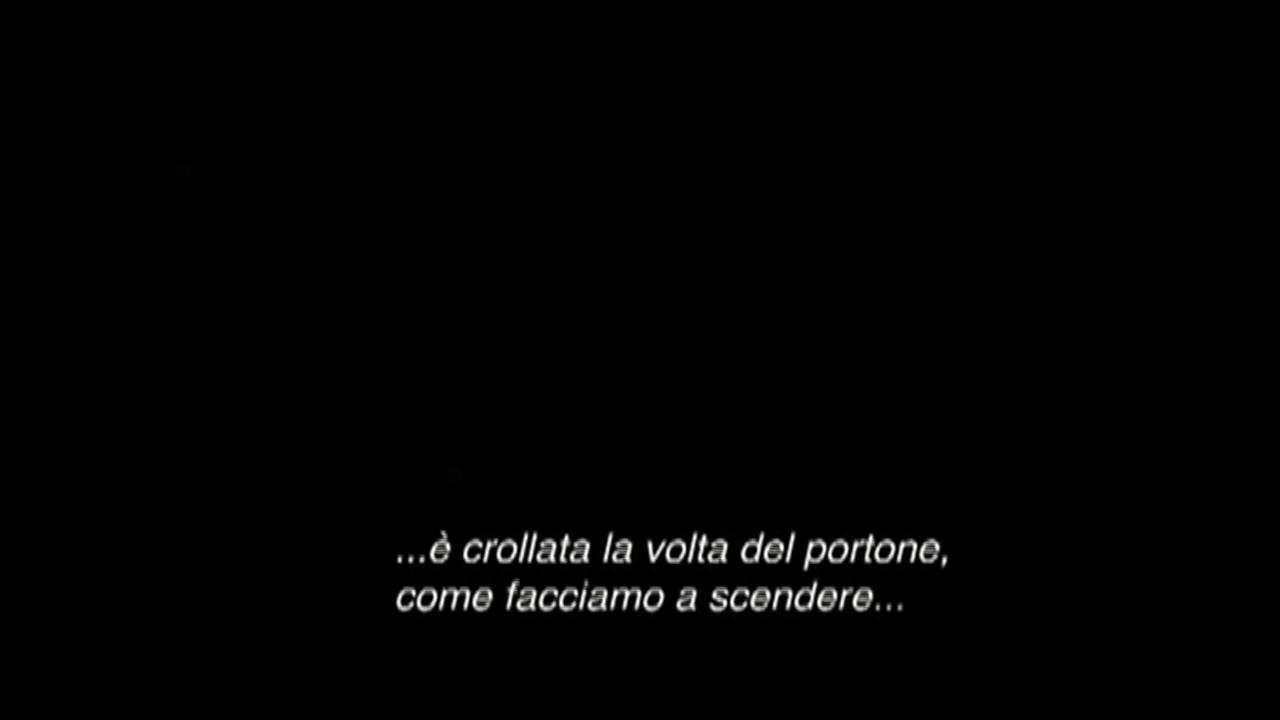 ...è crollata la volta del portone,
come facciamo a scendere...